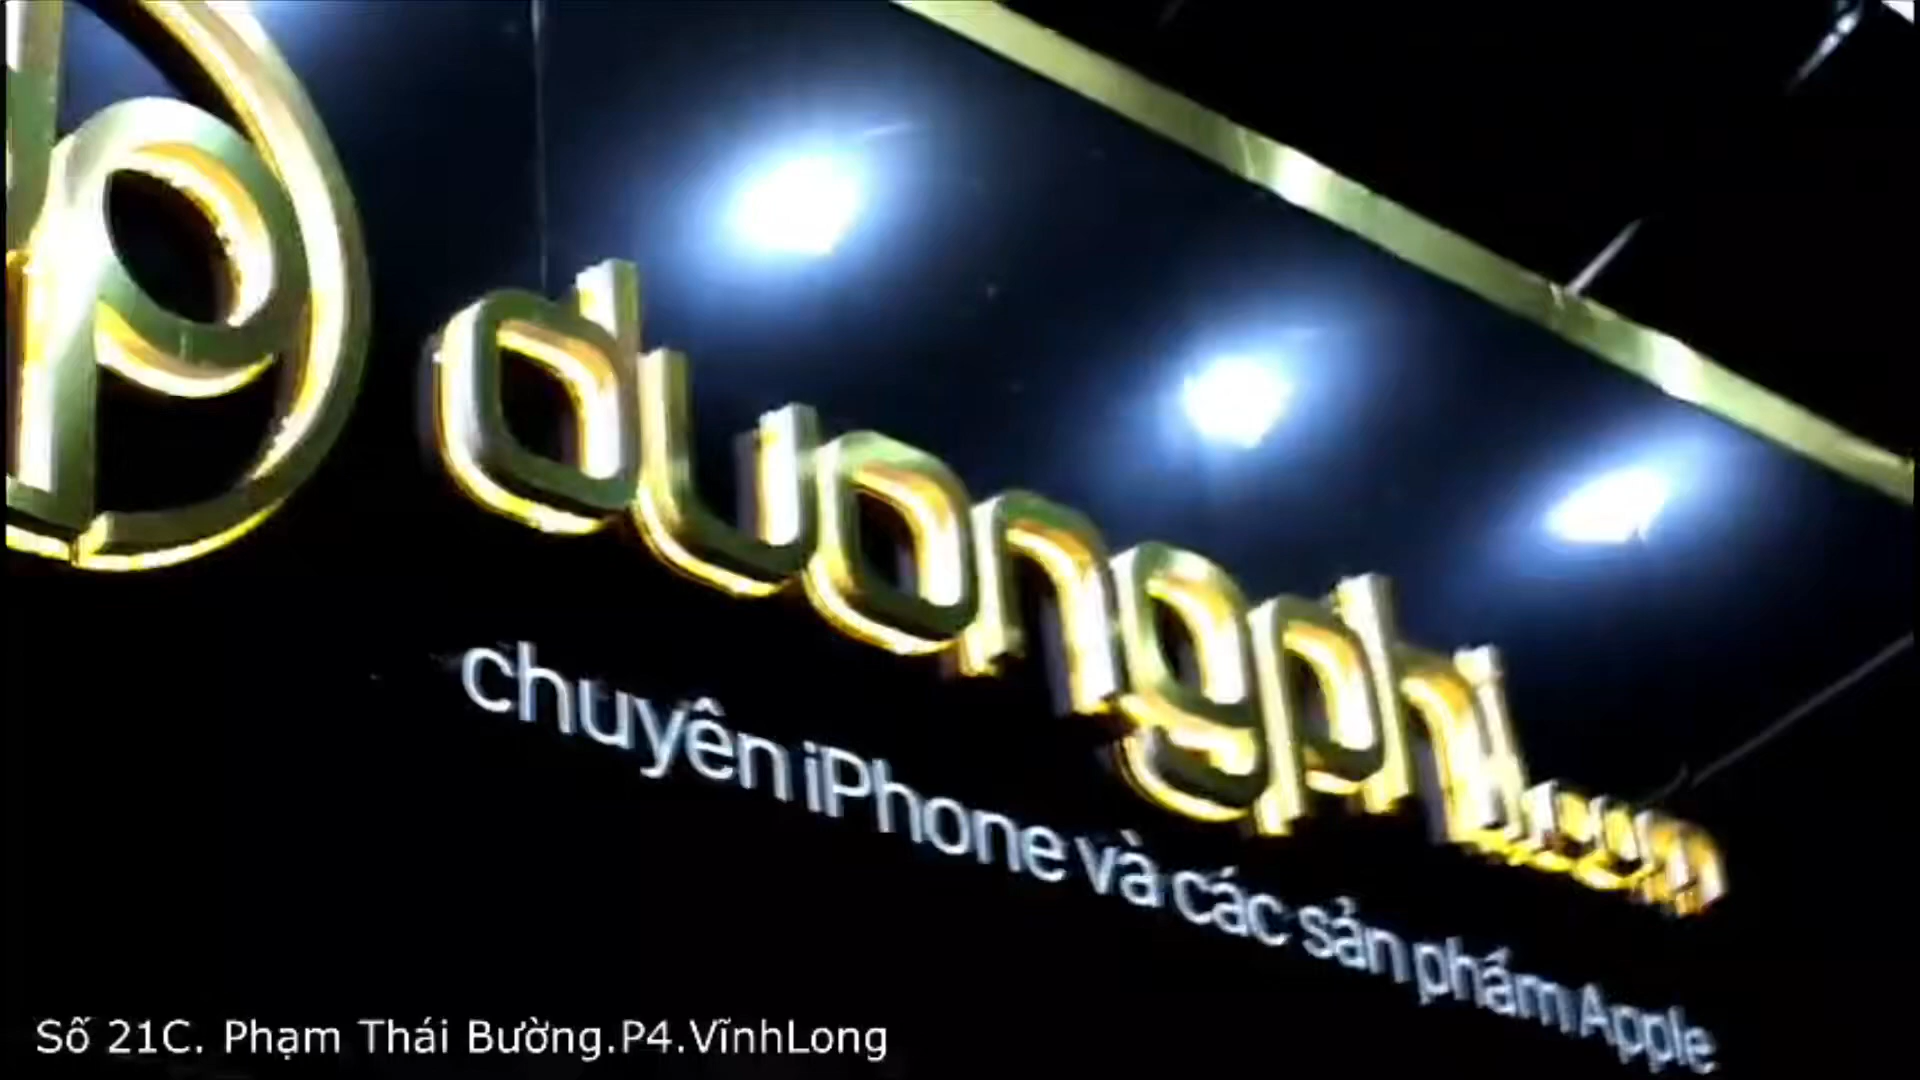 duongphi.com
chuyên iPhone và các sản phẩm Apple
Số 21C. Phạm Thái Bường.P4.VĩnhLong